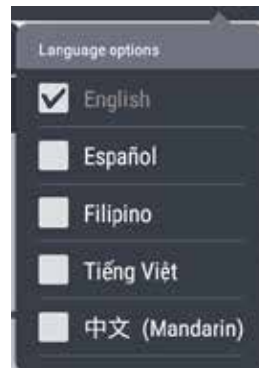 Language options
English
Español
Filipino
Tiếng Việt
中文 (Mandarin)